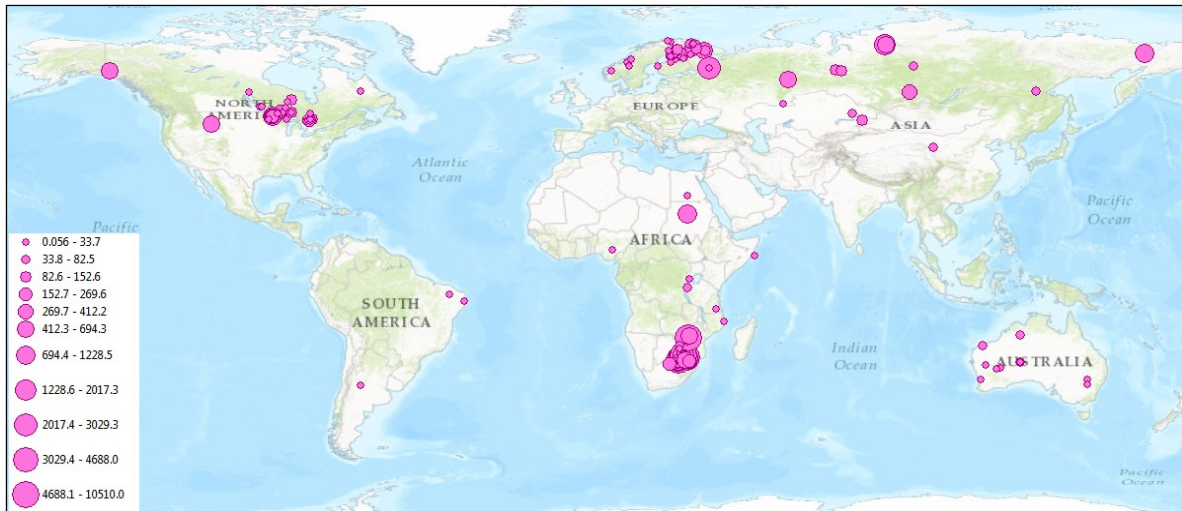 NORTH
AMERICA
EUROPE
ASIA
Atlantic
Ocean
Pacific
Ocean
Pacific
AFRICA
SOUTH
AMERICA
Indian
Ocean
AUSTRALIA
Pacific
Ocean
0.056 - 33.7
33.8 - 82.5
82.6 - 152.6
152.7 - 269.6
269.7 - 412.2
412.3 - 694.3
694.4 - 1228.5
1228.6 - 2017.3
2017.4 - 3029.3
3029.4 - 4688.0
4688.1 - 10510.0